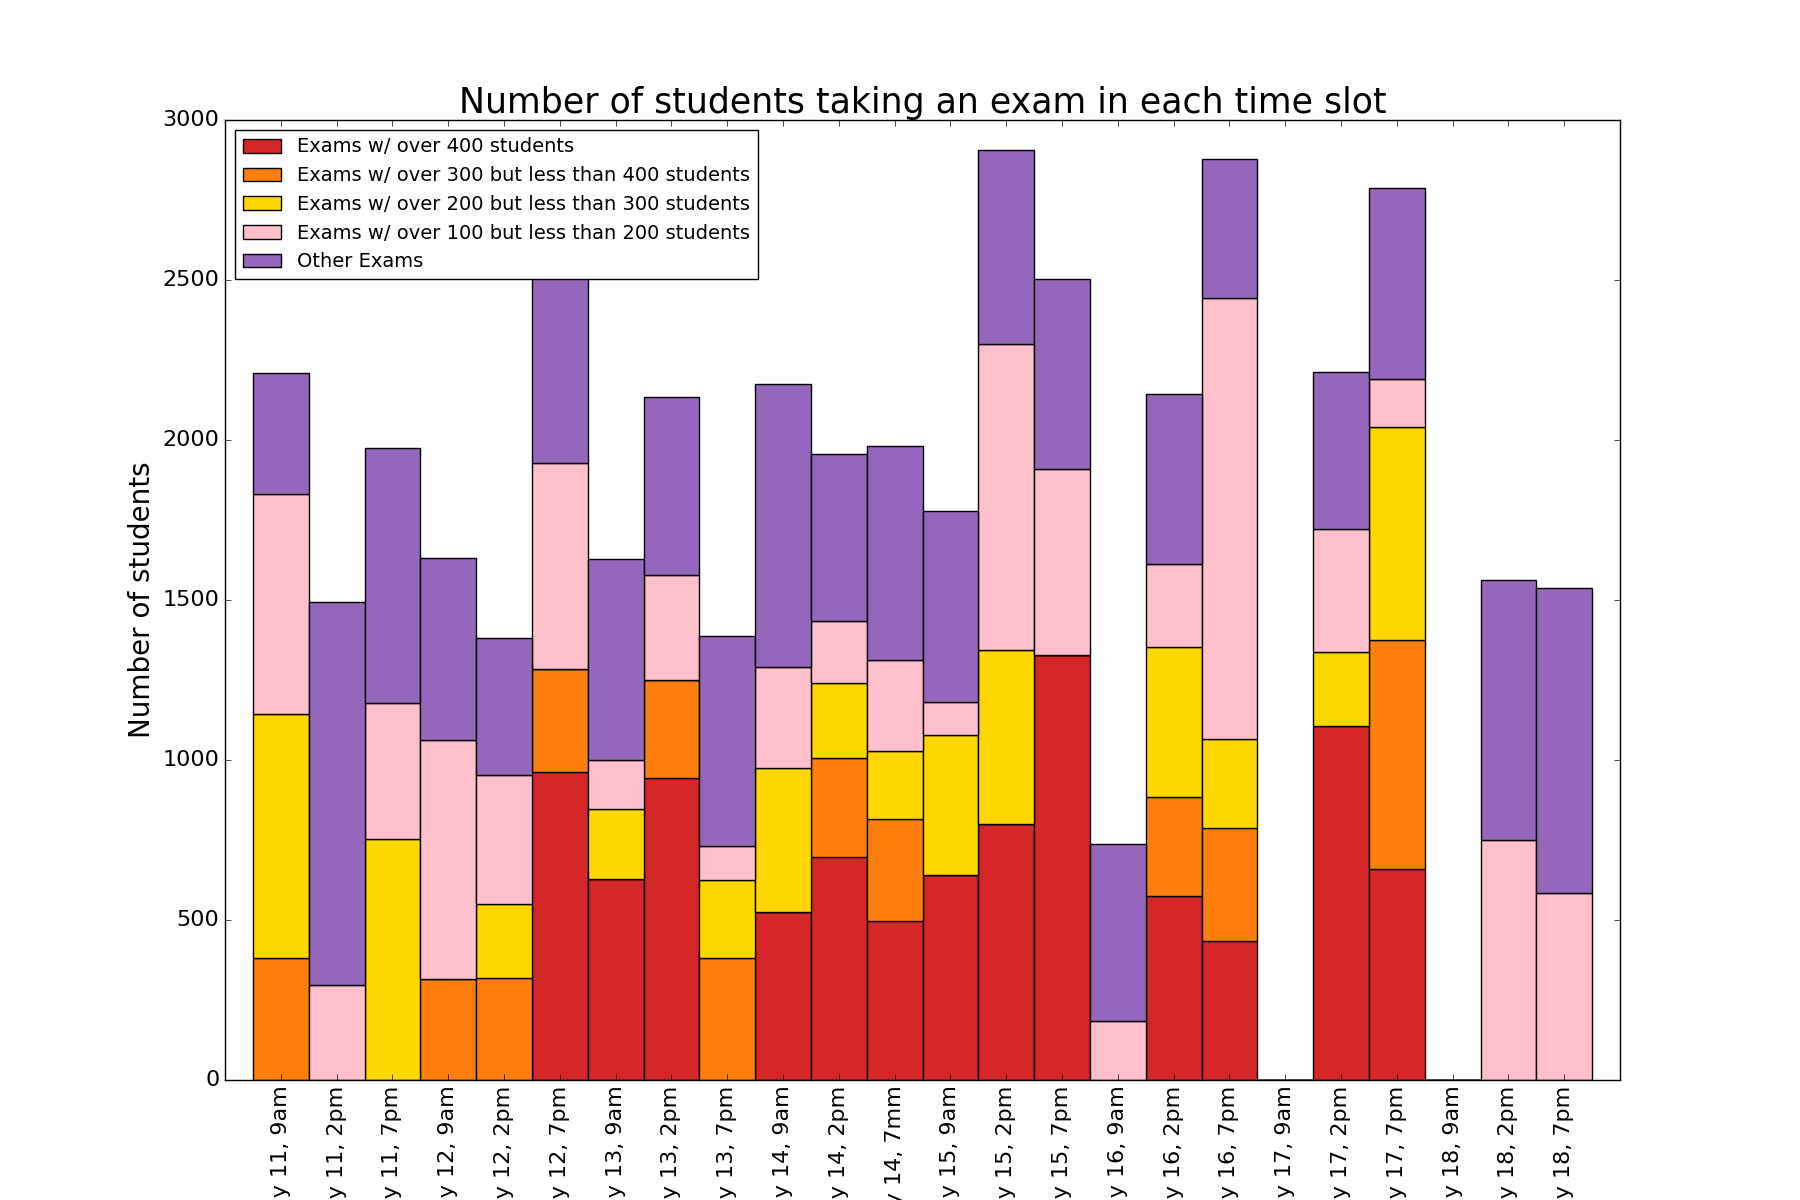 Number of students taking an exam in each time slot
3000
2500
2000
1500
1000
500
0
Number of students
Exams w/ over 400 students
Exams w/ over 300 but less than 400 students
Exams w/ over 200 but less than 300 students
Exams w/ over 100 but less than 200 students
Other Exams
y 11, 9am
y 11, 2pm
y 11, 7pm
y 12, 9am
y 12, 2pm
y 12, 7pm
y 13, 9am
y 13, 2pm
y 13, 7pm
y 14, 9am
y 14, 2pm
y 14, 7mm
y 15, 9am
y 15, 2pm
y 15, 7pm
y 16, 9am
y 16, 2pm
y 16, 7pm
y 17, 9am
y 17, 2pm
y 17, 7pm
y 18, 9am
y 18, 2pm
y 18, 7pm